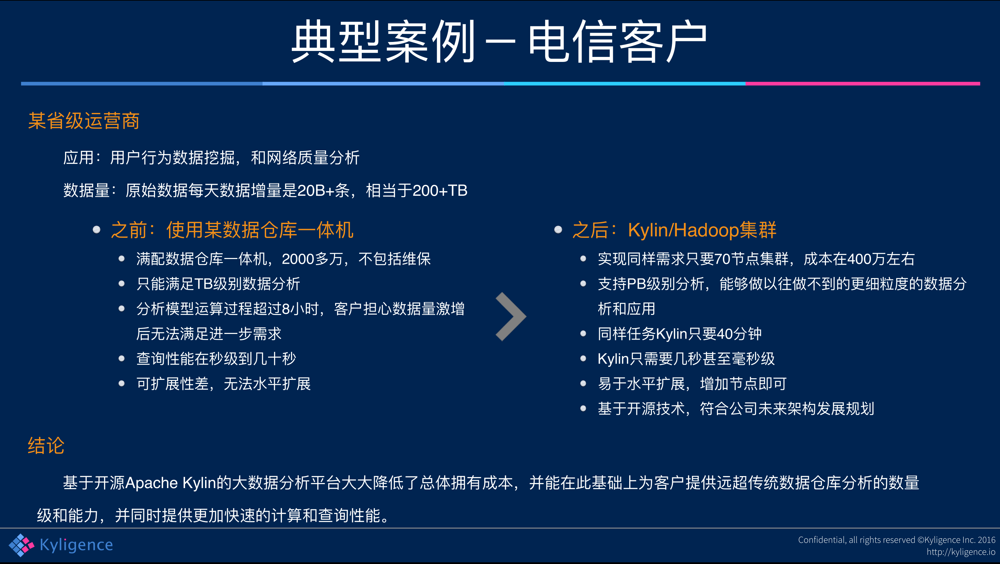 典型案例－电信客户
某省级运营商
应用：用户行为数据挖掘，和网络质量分析
数据量：原始数据每天数据增量是20B+条，相当于200+TB
之前：使用某数据仓库一体机
满配数据仓库一体机，2000多万，不包括维保
只能满足TB级别数据分析
分析模型运算过程超过8小时，客户担心数据量激增
后无法满足进一步需求
查询性能在秒级到几十秒
可扩展性差，无法水平扩展
之后：Kylin/Hadoop集群
实现同样需求只要70节点集群，成本在400万左右
支持PB级别分析，能够做以往做不到的更细粒度的数据分
析和应用
同样任务Kylin只要40分钟
Kylin只需要几秒甚至毫秒级
易于水平扩展，增加节点即可
基于开源技术，符合公司未来架构发展规划
结论
基于开源Apache Kylin的大数据分析平台大大降低了总体拥有成本，并能在此基础上为客户提供远超传统数据仓库分析的数量
级和能力，并同时提供更加快速的计算和查询性能。
Kyligence
Confidential, all rights reserved ©Kyligence Inc. 2016
http://kyligence.io